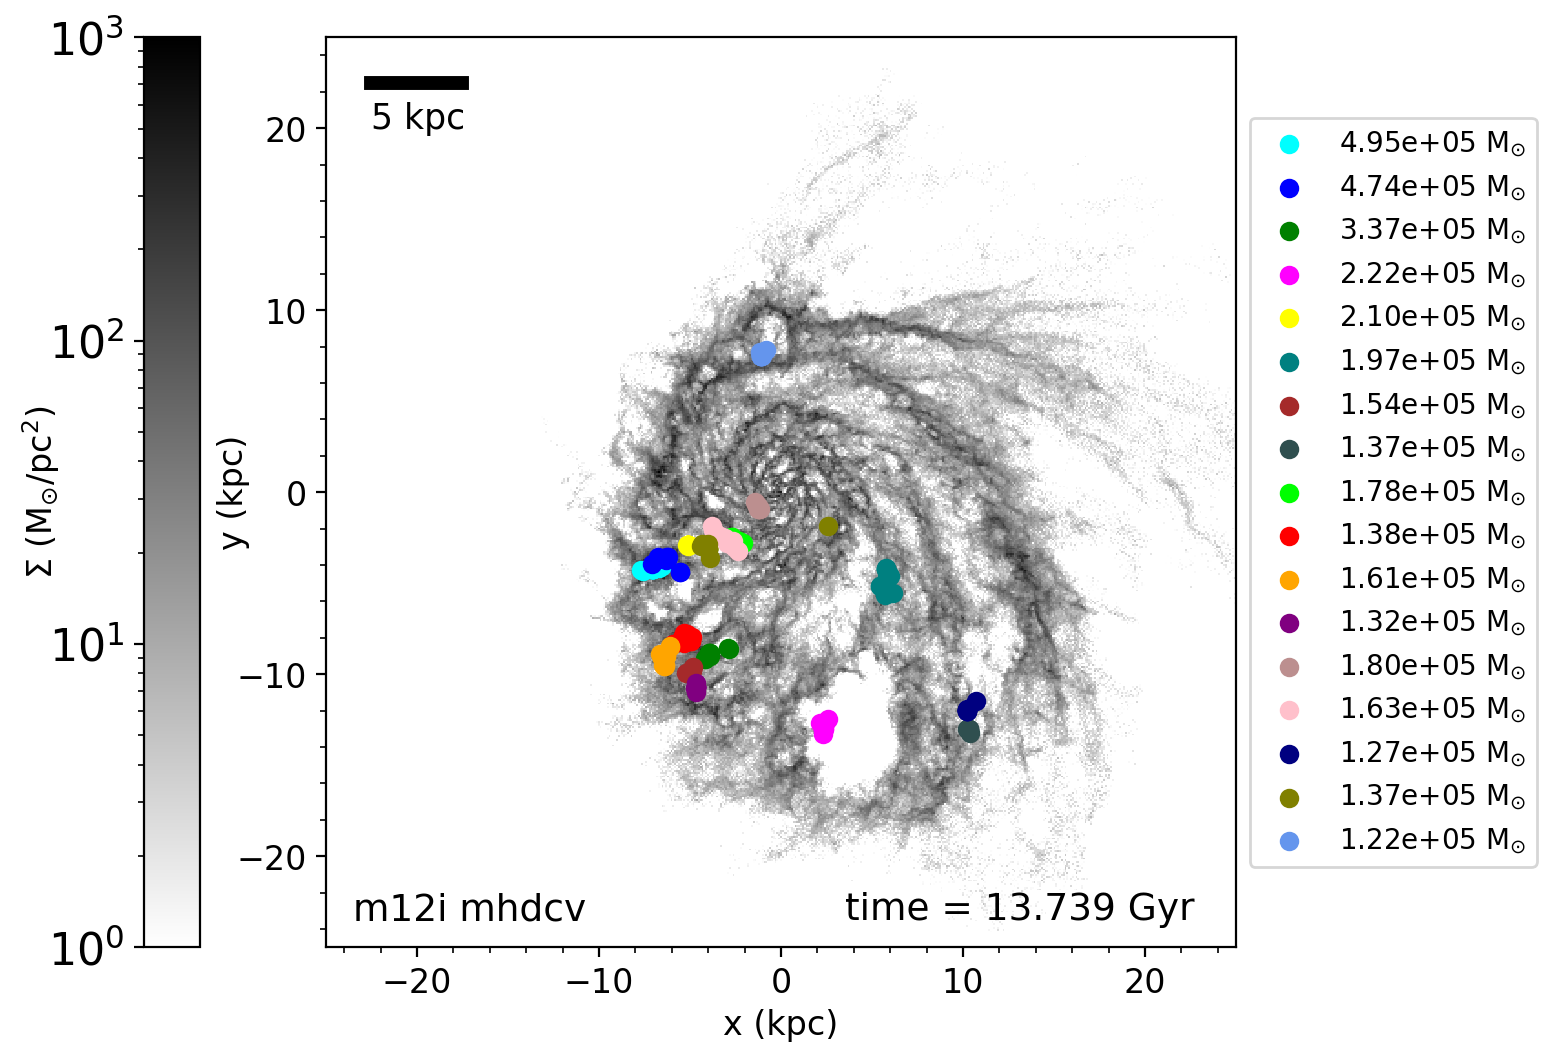 10³
10²
10¹
10⁰
Σ (M⊙/pc²)
y (kpc)
20
10
0
−10
−20
5 kpc
m12i mhdcv
time = 13.739 Gyr
−20
−10
0
10
20
x (kpc)
4.95e+05 M⊙
4.74e+05 M⊙
3.37e+05 M⊙
2.22e+05 M⊙
2.10e+05 M⊙
1.97e+05 M⊙
1.54e+05 M⊙
1.37e+05 M⊙
1.78e+05 M⊙
1.38e+05 M⊙
1.61e+05 M⊙
1.32e+05 M⊙
1.80e+05 M⊙
1.63e+05 M⊙
1.27e+05 M⊙
1.37e+05 M⊙
1.22e+05 M⊙